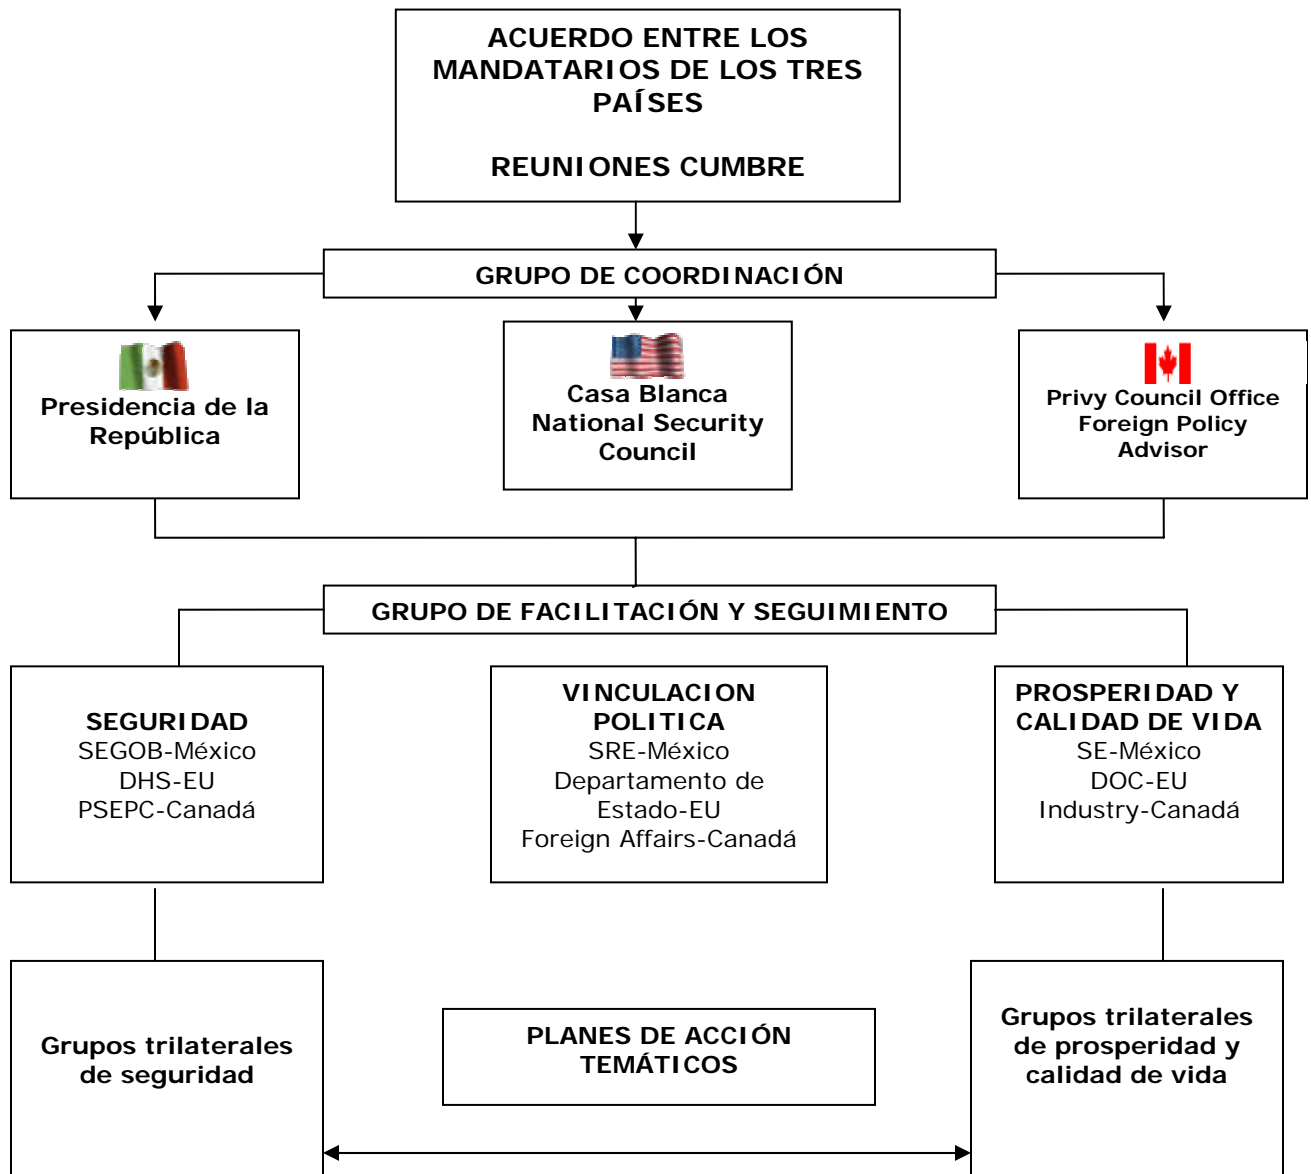 ACUERDO ENTRE LOS
MANDATARIOS DE LOS TRES
PAÍSES
REUNIONES CUMBRE
GRUPO DE COORDINACIÓN
Presidencia de la
República
Casa Blanca
National Security
Council
Privy Council Office
Foreign Policy
Advisor
GRUPO DE FACILITACIÓN Y SEGUIMIENTO
SEGURIDAD
SEGOB-México
DHS-EU
PSEPC-Canadá
VINCULACION
POLITICA
SRE-México
Departamento de
Estado-EU
Foreign Affairs-Canadá
PROSPERIDAD Y
CALIDAD DE VIDA
SE-México
DOC-EU
Industry-Canadá
Grupos trilaterales
de seguridad
PLANES DE ACCIÓN
TEMÁTICOS
Grupos trilaterales
de prosperidad y
calidad de vida